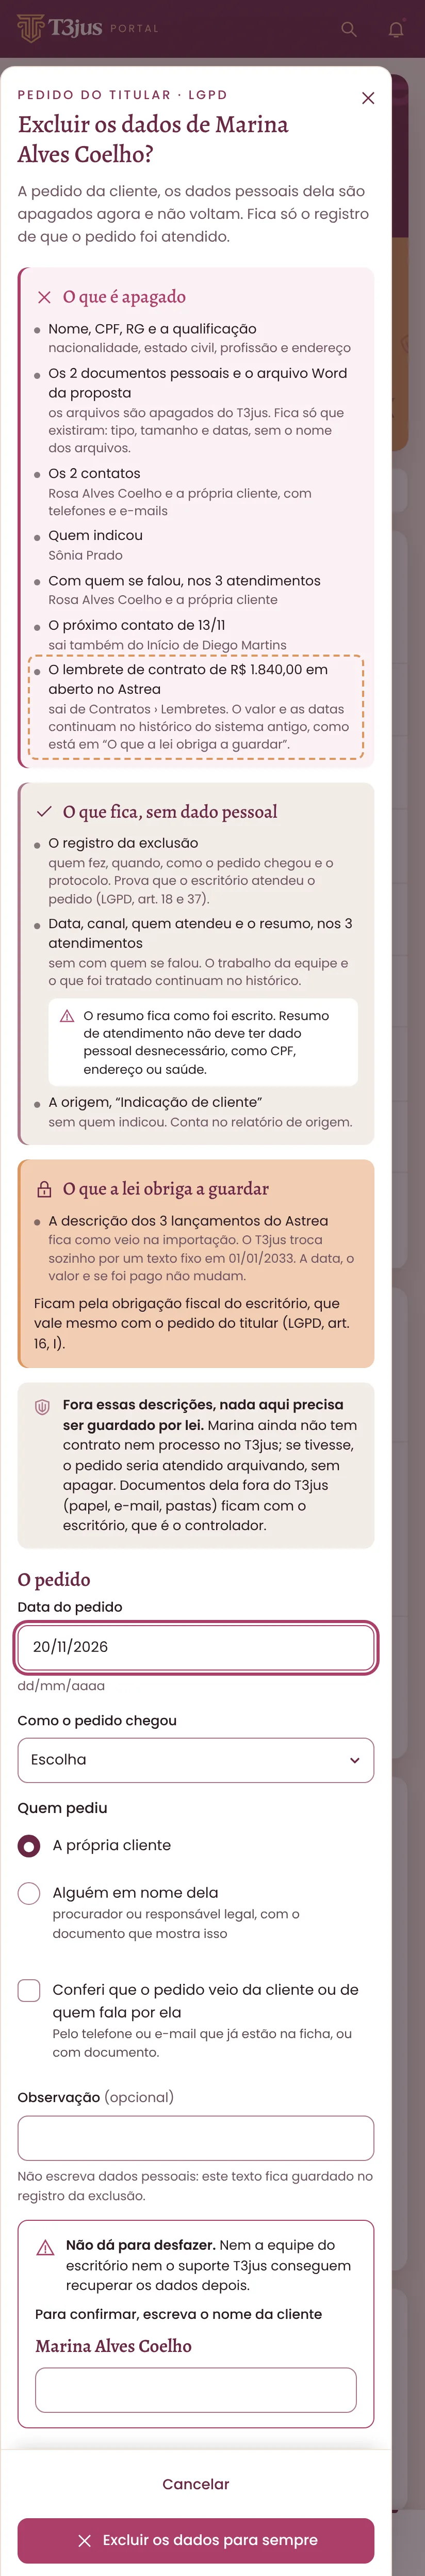 T3jus PORTAL
PEDIDO DO TITULAR · LGPD
Excluir os dados de Marina
Alves Coelho?
A pedido da cliente, os dados pessoais dela são
apagados agora e não voltam. Fica só o registro
de que o pedido foi atendido.
O que é apagado
Nome, CPF, RG e a qualificação
nacionalidade, estado civil, profissão e endereço
Os 2 documentos pessoais e o arquivo Word
da proposta
os arquivos são apagados do T3jus. Fica só que
existiram: tipo, tamanho e datas, sem o nome
dos arquivos.
Os 2 contatos
Rosa Alves Coelho e a própria cliente, com
telefones e e-mails
Quem indicou
Sônia Prado
Com quem se falou, nos 3 atendimentos
Rosa Alves Coelho e a própria cliente
O próximo contato de 13/11
sai também do Início de Diego Martins
O lembrete de contrato de R$ 1.840,00 em
aberto no Astrea
sai de Contratos › Lembretes. O valor e as datas
continuam no histórico do sistema antigo, como
está em “O que a lei obriga a guardar”.
O que fica, sem dado pessoal
O registro da exclusão
quem fez, quando, como o pedido chegou e o
protocolo. Prova que o escritório atendeu o
pedido (LGPD, art. 18 e 37).
Data, canal, quem atendeu e o resumo, nos 3
atendimentos
sem com quem se falou. O trabalho da equipe e
o que foi tratado continuam no histórico.
O resumo fica como foi escrito. Resumo
de atendimento não deve ter dado
pessoal desnecessário, como CPF,
endereço ou saúde.
A origem, “Indicação de cliente”
sem quem indicou. Conta no relatório de origem.
O que a lei obriga a guardar
A descrição dos 3 lançamentos do Astrea
fica como veio na importação. O T3jus troca
sozinho por um texto fixo em 01/01/2033. A data, o
valor e se foi pago não mudam.
Ficam pela obrigação fiscal do escritório, que
vale mesmo com o pedido do titular (LGPD, art.
16, I).
Fora essas descrições, nada aqui precisa
ser guardado por lei. Marina ainda não tem
contrato nem processo no T3jus; se tivesse,
o pedido seria atendido arquivando, sem
apagar. Documentos dela fora do T3jus
(papel, e-mail, pastas) ficam com o
escritório, que é o controlador.
O pedido
Data do pedido
20/11/2026
dd/mm/aaaa
Como o pedido chegou
Escolha
Quem pediu
A própria cliente
Alguém em nome dela
procurador ou responsável legal, com o
documento que mostra isso
Conferi que o pedido veio da cliente ou de
quem fala por ela
Pelo telefone ou e-mail que já estão na ficha, ou
com documento.
Observação (opcional)
Não escreva dados pessoais: este texto fica guardado no
registro da exclusão.
Não dá para desfazer. Nem a equipe do
escritório nem o suporte T3jus conseguem
recuperar os dados depois.
Para confirmar, escreva o nome da cliente
Marina Alves Coelho
Cancelar
Excluir os dados para sempre